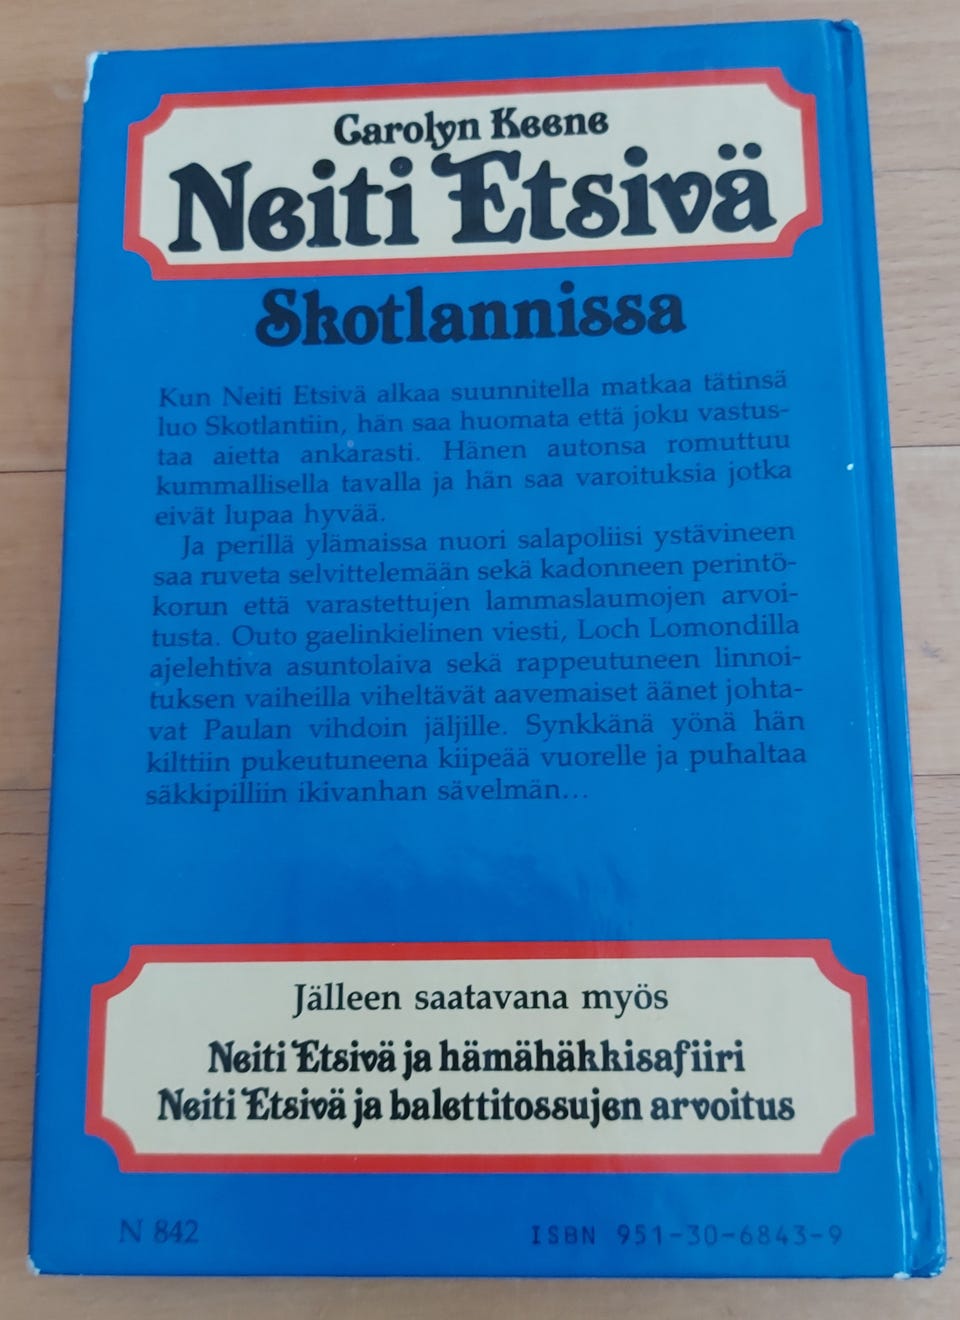 Carolyn Keene
Neiti Etsivä
Skotlannissa
Kun Neiti Etsivä alkaa suunnitella matkaa tätinsä
luo Skotlantiin, hän saa huomata että joku vastus-
taa aietta ankarasti. Hänen autonsa romuttuu
kummallisella tavalla ja hän saa varoituksia jotka
eivät lupaa hyvää.
Ja perillä ylämaissa nuori salapoliisi ystävineen
saa ruveta selvittelemään sekä kadonneen perintö-
korun että varastettujen lammaslaumojen arvoi-
tusta. Outo gaelinkielinen viesti, Loch Lomondilla
ajelehtiva asuntolaiva sekä rappeutuneen linnoi-
tuksen vaiheilla viheltävät aavemaiset äänet johta-
vat Paulan vihdoin jäljille. Synkkänä yönä hän
kilttiin pukeutuneena kiipeää vuorelle ja puhaltaa
säkkipilliin ikivanhan sävelmän...
Jälleen saatavana myös
Neiti Etsivä ja hämähäkkisafiiri
Neiti Etsivä ja balettitossujen arvoitus
N 842
ISBN 951-30-6843-9